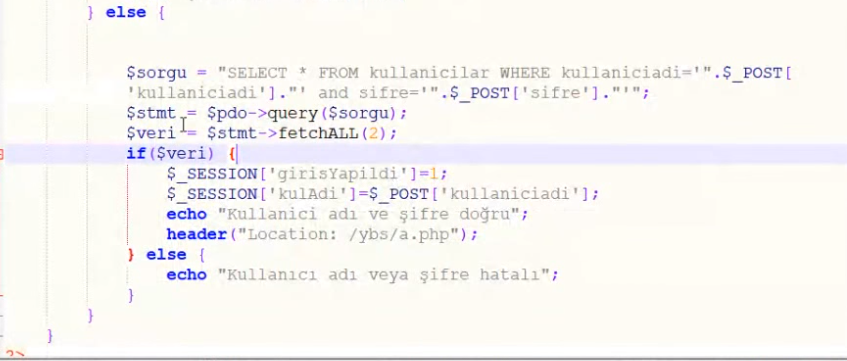 } else {
$sorgu = "SELECT * FROM kullanicilar WHERE kullaniciadi='".$_POST[
'kullaniciadi']."' and sifre='".$_POST['sifre']."'";
$stmt = $pdo->query($sorgu);
$veri = $stmt->fetchALL(2);
if($veri) {
$_SESSION['girisYapildi']=1;
$_SESSION['kulAdi']=$_POST['kullaniciadi'];
echo "Kullanici adı ve şifre doğru";
header("Location: /ybs/a.php");
} else {
echo "Kullanıcı adı veya şifre hatalı";
}
}
}
?>